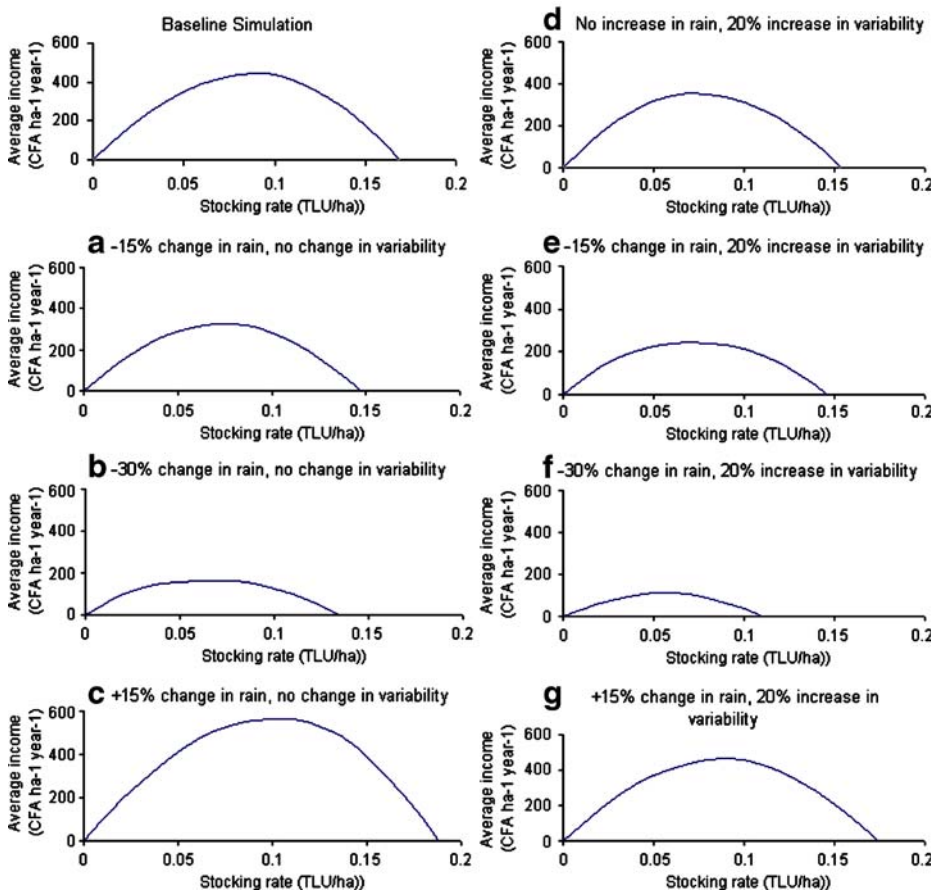 Baseline Simulation
Average income
(CFA ha-1 year-1)
600
400
200
0
0 0.05 0.1 0.15 0.2
Stocking rate (TLU/ha))
d No increase in rain, 20% increase in variability
Average income
(CFA ha-1 year-1)
600
400
200
0
0 0.05 0.1 0.15 0.2
Stocking rate (TLU/ha))
a -15% change in rain, no change in variability
Average income
(CFA ha-1 year-1)
600
400
200
0
0 0.05 0.1 0.15 0.2
Stocking rate (TLU/ha))
e -15% change in rain, 20% increase in variability
Average income
(CFA ha-1 year-1)
600
400
200
0
0 0.05 0.1 0.15 0.2
Stocking rate (TLU/ha))
b -30% change in rain, no change in variability
Average income
(CFA ha-1 year-1)
600
400
200
0
0 0.05 0.1 0.15 0.2
Stocking rate (TLU/ha))
f -30% change in rain, 20% increase in variability
Average income
(CFA ha-1 year-1)
600
400
200
0
0 0.05 0.1 0.15 0.2
Stocking rate (TLU/ha))
c +15% change in rain, no change in variability
Average income
(CFA ha-1 year-1)
600
400
200
0
0 0.05 0.1 0.15 0.2
Stocking rate (TLU/ha))
g +15% change in rain, 20% increase in
variability
Average income
(CFA ha-1 year-1)
600
400
200
0
0 0.05 0.1 0.15 0.2
Stocking rate (TLU/ha))